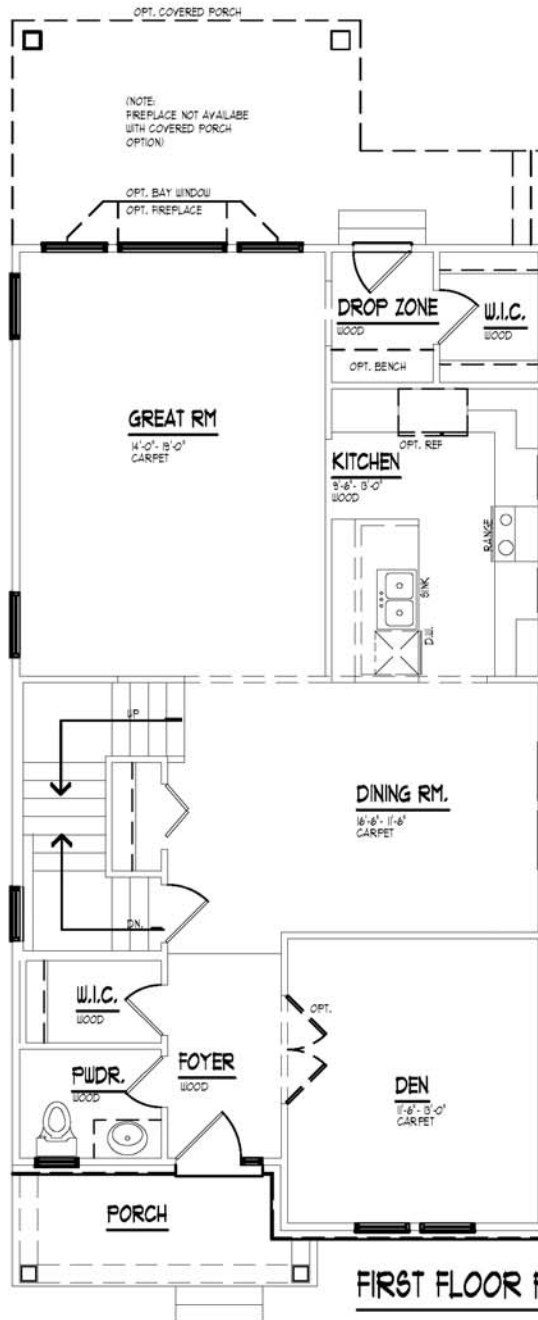 OPT. COVERED PORCH
(NOTE:
FIREPLACE NOT AVAILABE
WITH COVERED PORCH
OPTION)
OPT. BAY WINDOW
OPT. FIREPLACE
DROP ZONE
WOOD
W.I.C.
WOOD
OPT. BENCH
GREAT RM
14'-0"- 18'-0"
CARPET
OPT. REF
KITCHEN
9'-6"- 13'-0"
WOOD
RANGE
SINK
D.W.
UP
DINING RM.
16'-6"- 11'-6"
CARPET
DN.
W.I.C.
WOOD
OPT.
PWDR.
WOOD
FOYER
WOOD
DEN
11'-6"- 13'-0"
CARPET
PORCH
FIRST FLOOR